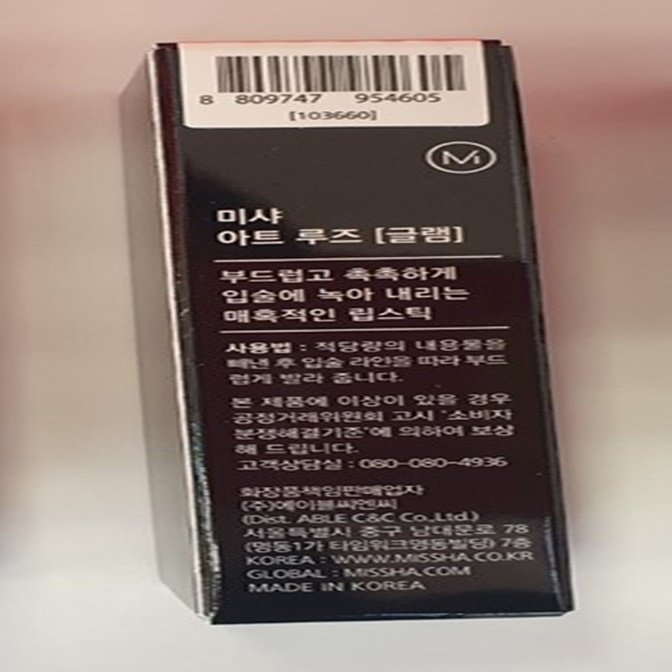 8 809747 954605
[103660]
M
미샤
아트 루즈 [글램]
부드럽고 촉촉하게
입술에 녹아 내리는
매혹적인 립스틱
사용법 : 적당량의 내용물을
빼낸 후 입술 라인을 따라 부드
럽게 발라 줍니다.
본 제품에 이상이 있을 경우
공정거래위원회 고시 '소비자
분쟁해결기준'에 의하여 보상
해 드립니다.
고객상담실 : 080-080-4936
화장품책임판매업자
(주)에이블씨엔씨
(Dist. ABLE C&C Co.,Ltd.)
서울특별시 중구 남대문로 78
(명동1가 타임워크명동빌딩) 7층
KOREA : WWW.MISSHA.CO.KR
GLOBAL : MISSHA.COM
MADE IN KOREA